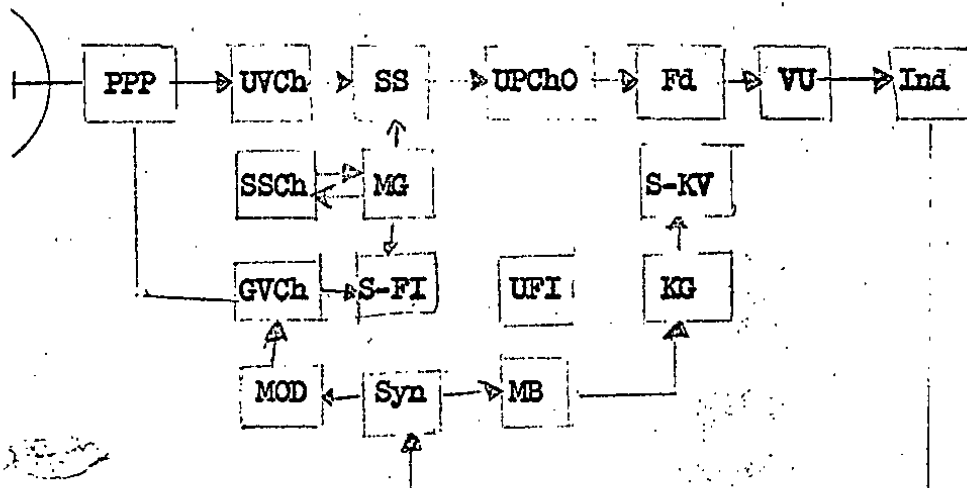 PPP UVCh SS UPChO Fd VU Ind
SSCh MG S-KV
GVCh S-FI UFI KG
MOD Syn MB